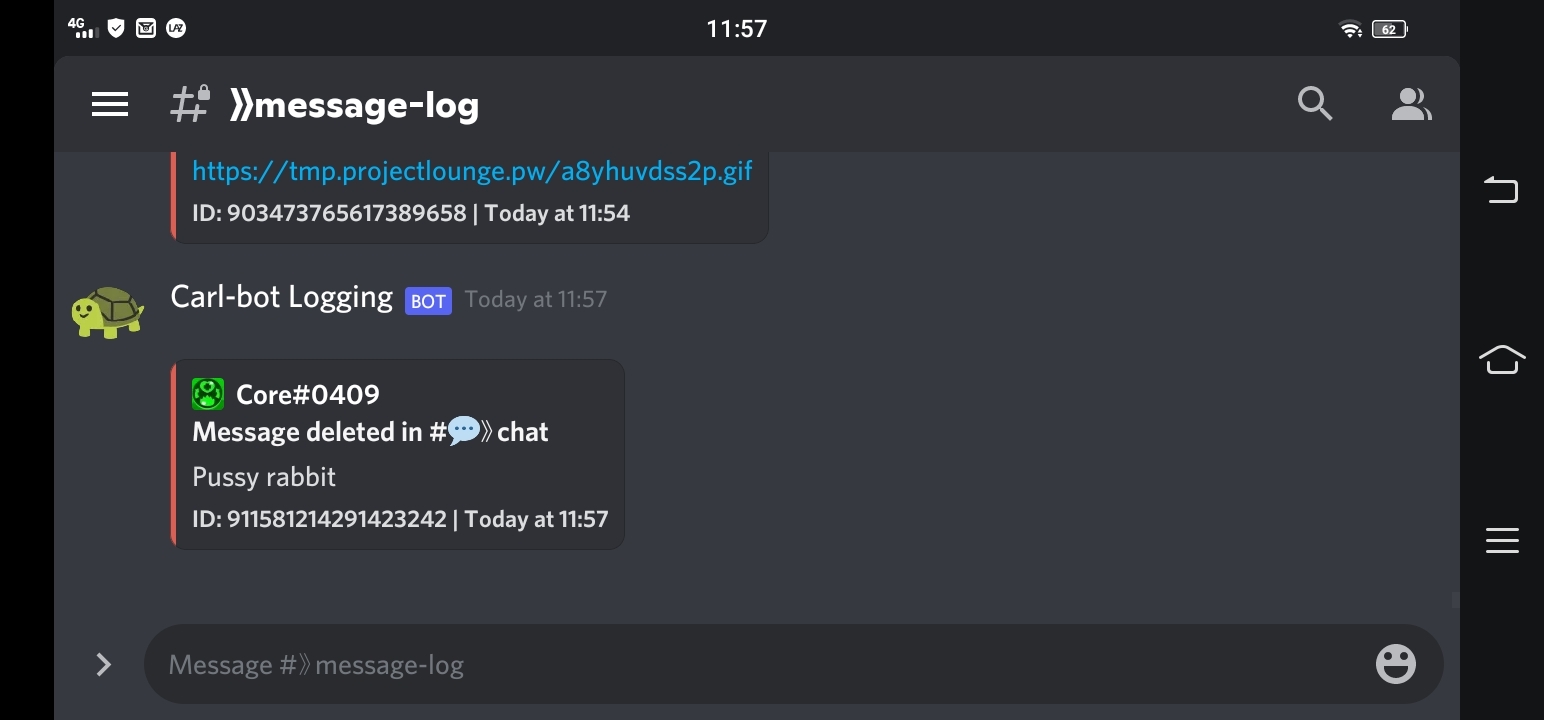 4G LAZ 11:57 62
# 》message-log
https://tmp.projectlounge.pw/a8yhuvdss2p.gif
ID: 903473765617389658 | Today at 11:54
Carl-bot Logging BOT Today at 11:57
Core#0409
Message deleted in #💬》chat
Pussy rabbit
ID: 911581214291423242 | Today at 11:57
Message #》message-log